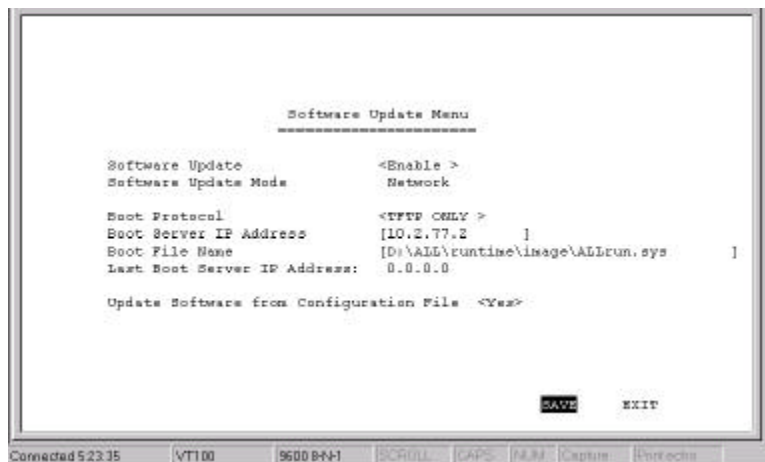 Software Update Menu
=======================
Software Update <Enable >
Software Update Mode Network
Boot Protocol <TFTP ONLY >
Boot Server IP Address [10.2.77.2 ]
Boot File Name [D:\ALL\runtime\image\ALLrun.sys ]
Last Boot Server IP Address: 0.0.0.0
Update Software from Configuration File <Yes>
SAVE EXIT
Connected 5:23:35 VT100 9600 8-N-1 SCROLL CAPS NUM Capture Print echo